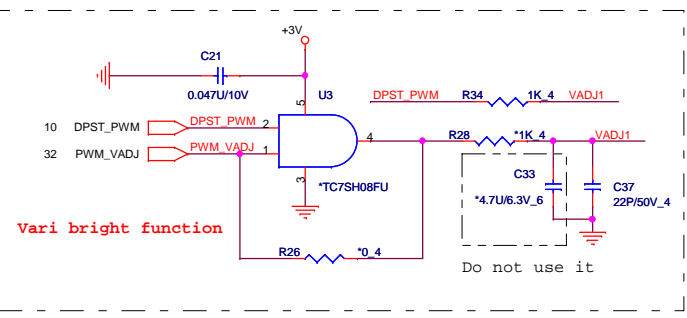 +3V
C21
0.047U/10V
U3
5
DPST_PWM R34 1K_4 VADJ1
10 DPST_PWM DPST_PWM 2
4 R28 *1K_4 VADJ1
32 PWM_VADJ PWM_VADJ 1
3
*TC7SH08FU
C33
*4.7U/6.3V_6
C37
22P/50V_4
Vari bright function
R26 *0_4
Do not use it